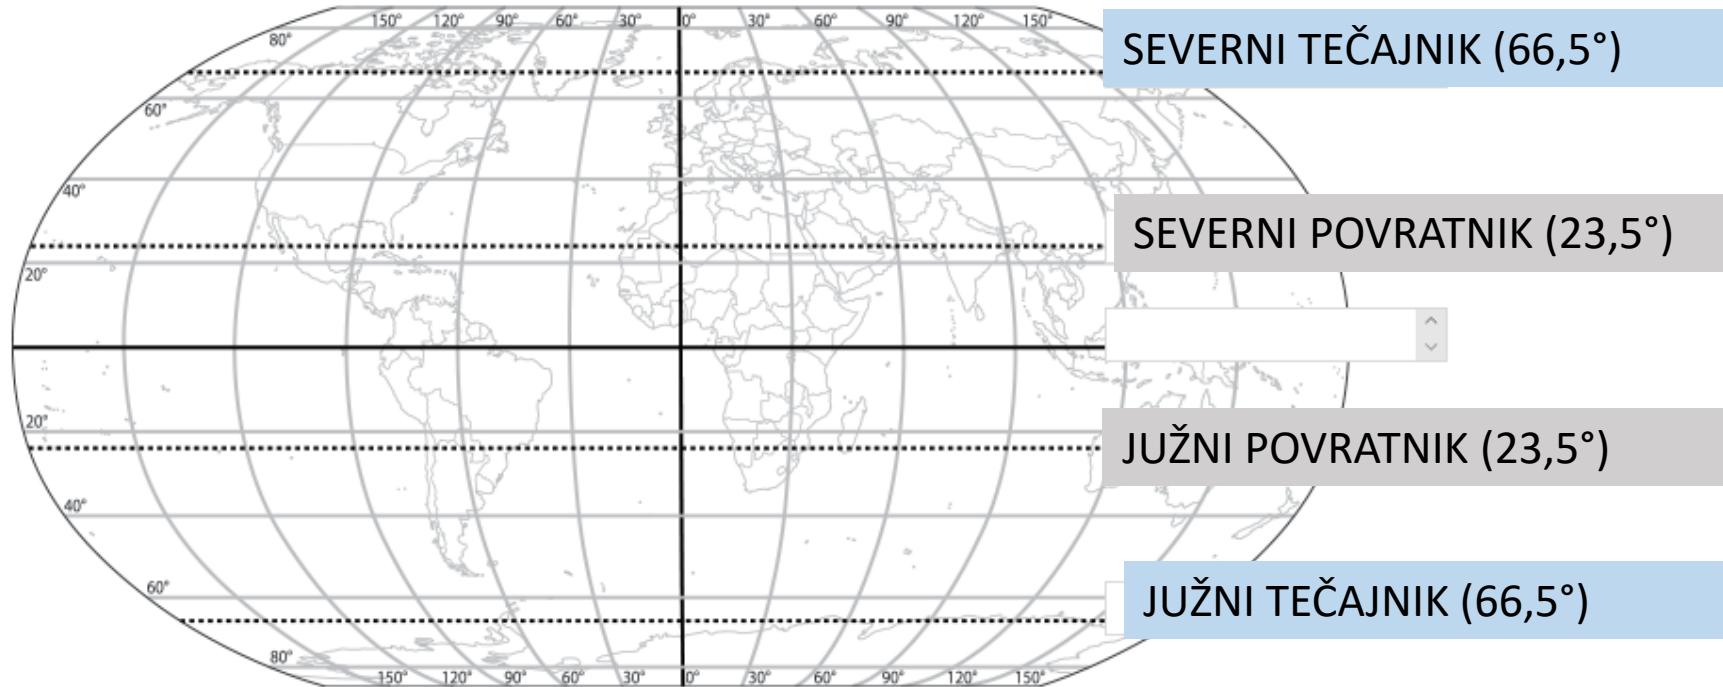 150° 120° 90° 60° 30° 0° 30° 60° 90° 120° 150°
80°
SEVERNI TEČAJNIK (66,5°)
60°
40°
SEVERNI POVRATNIK (23,5°)
20°
20°
JUŽNI POVRATNIK (23,5°)
40°
60°
JUŽNI TEČAJNIK (66,5°)
80°
150° 120° 90° 60° 30° 0° 30° 60° 90° 120° 150°